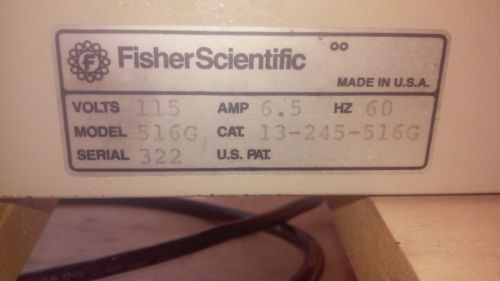 F FisherScientific °°
MADE IN U.S.A.
VOLTS 115 AMP 6.5 HZ 60
MODEL 516G CAT. 13-245-516G
SERIAL 322 U.S. PAT.